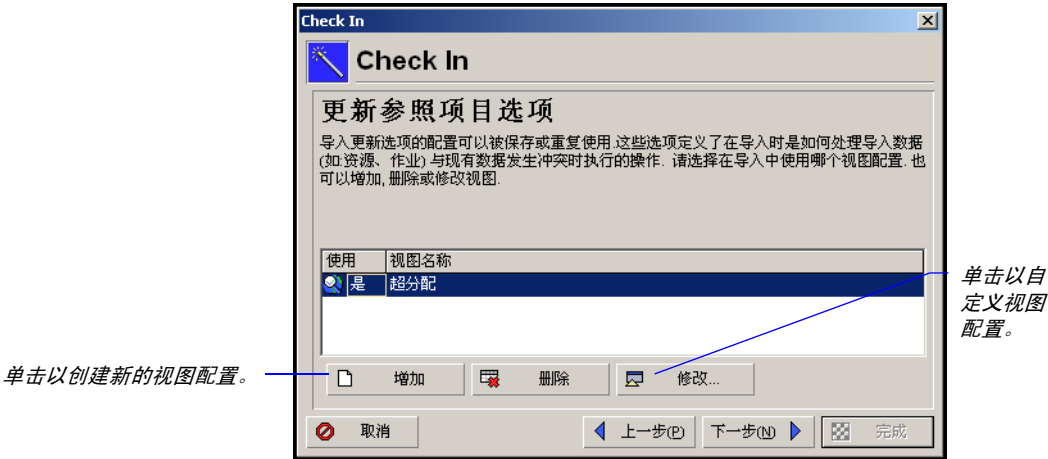 Check In
Check In
更新参照项目选项
导入更新选项的配置可以被保存或重复使用.这些选项定义了在导入时是如何处理导入数据
(如:资源、作业) 与现有数据发生冲突时执行的操作. 请选择在导入中使用哪个视图配置. 也
可以增加, 删除或修改视图.
使用 视图名称
是 超分配
单击以自
定义视图
配置。
单击以创建新的视图配置。
增加 删除 修改...
取消 上一步(P) 下一步(N) 完成